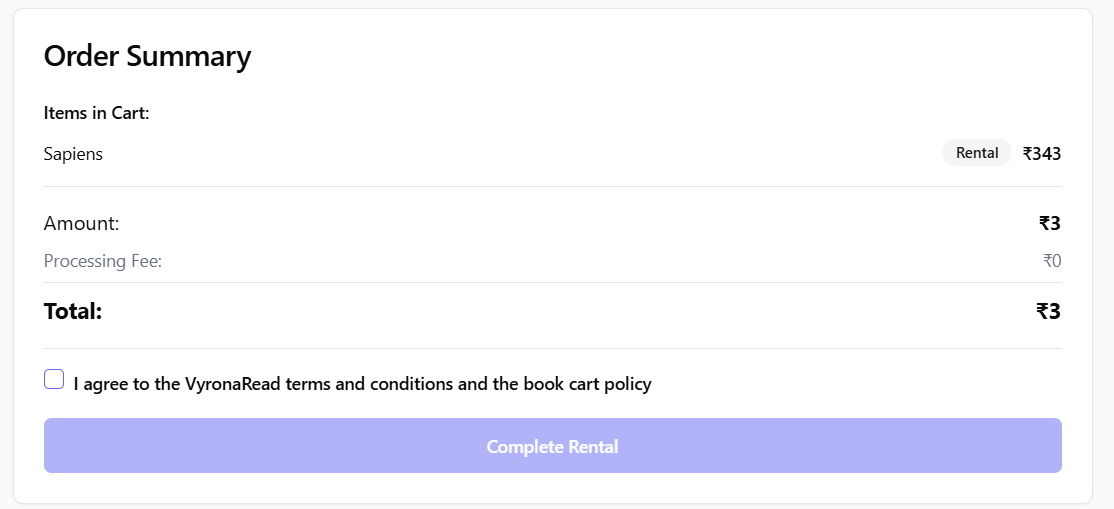 Order Summary
Items in Cart:
Sapiens Rental ₹343
Amount: ₹3
Processing Fee: ₹0
Total: ₹3
I agree to the VyronaRead terms and conditions and the book cart policy
Complete Rental